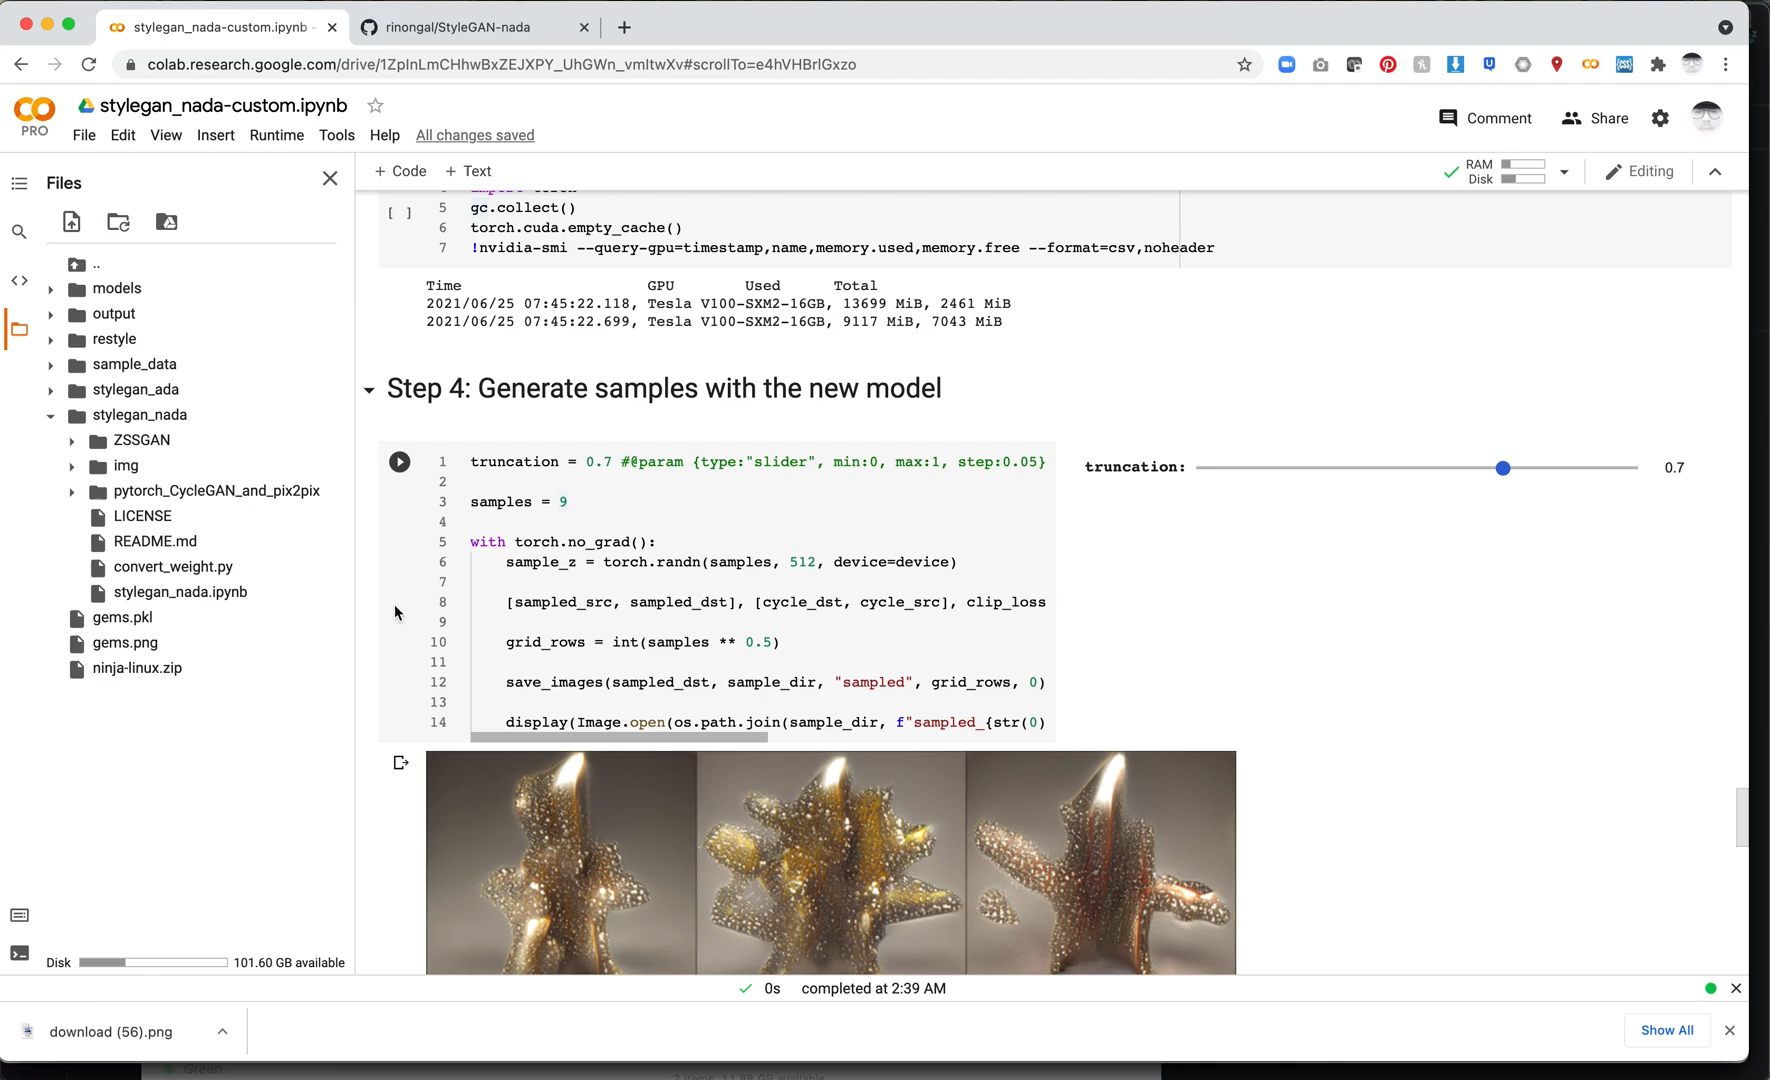 stylegan_nada-custom.ipynb -
rinongal/StyleGAN-nada
colab.research.google.com/drive/1ZpInLmCHhwBxZEJXPY_UhGWn_vmltwXv#scrollTo=e4hVHBrlGxzo
PRO
stylegan_nada-custom.ipynb
File Edit View Insert Runtime Tools Help All changes saved
Comment
Share
Files
+ Code + Text
RAM
Disk
Editing
..
models
output
restyle
sample_data
stylegan_ada
stylegan_nada
ZSSGAN
img
pytorch_CycleGAN_and_pix2pix
LICENSE
README.md
convert_weight.py
stylegan_nada.ipynb
gems.pkl
gems.png
ninja-linux.zip
Disk 101.60 GB available
import torch
[ ] 5 gc.collect()
6 torch.cuda.empty_cache()
7 !nvidia-smi --query-gpu=timestamp,name,memory.used,memory.free --format=csv,noheader
Time GPU Used Total
2021/06/25 07:45:22.118, Tesla V100-SXM2-16GB, 13699 MiB, 2461 MiB
2021/06/25 07:45:22.699, Tesla V100-SXM2-16GB, 9117 MiB, 7043 MiB
Step 4: Generate samples with the new model
1 truncation = 0.7 #@param {type:"slider", min:0, max:1, step:0.05}
2
3 samples = 9
4
5 with torch.no_grad():
6 sample_z = torch.randn(samples, 512, device=device)
7
8 [sampled_src, sampled_dst], [cycle_dst, cycle_src], clip_loss
9
10 grid_rows = int(samples ** 0.5)
11
12 save_images(sampled_dst, sample_dir, "sampled", grid_rows, 0)
13
14 display(Image.open(os.path.join(sample_dir, f"sampled_{str(0)
truncation: 0.7
0s completed at 2:39 AM
download (56).png
Show All
Green